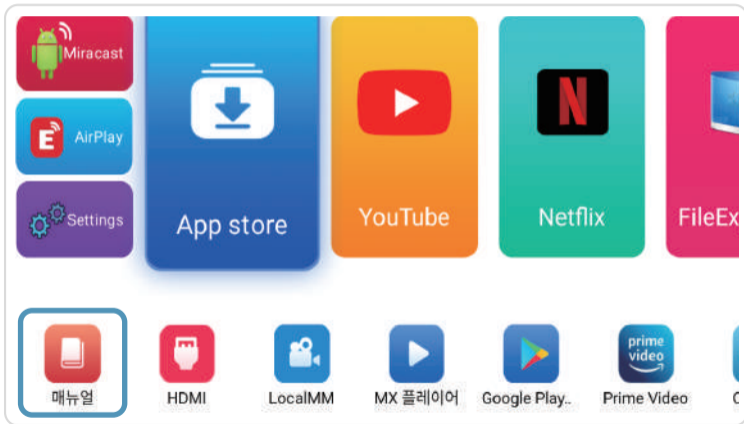 Miracast
E
AirPlay
Settings
App store
YouTube
N
Netflix
FileEx
매뉴얼
HDMI
LocalMM
MX 플레이어
Google Play..
prime
video
Prime Video